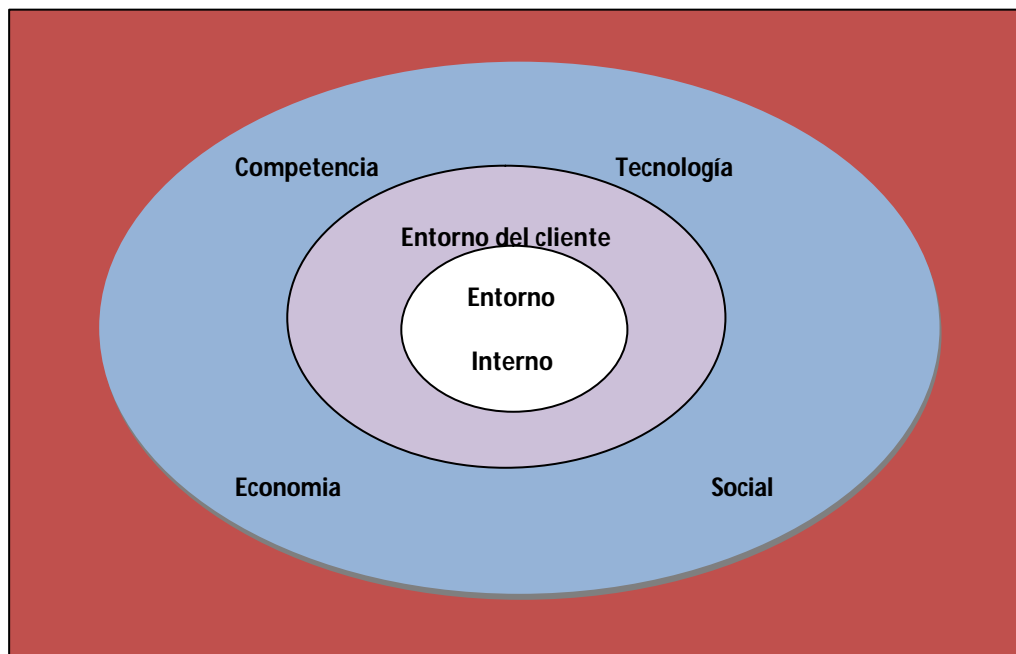 Competencia
Tecnología
Entorno del cliente
Entorno
Interno
Economia
Social